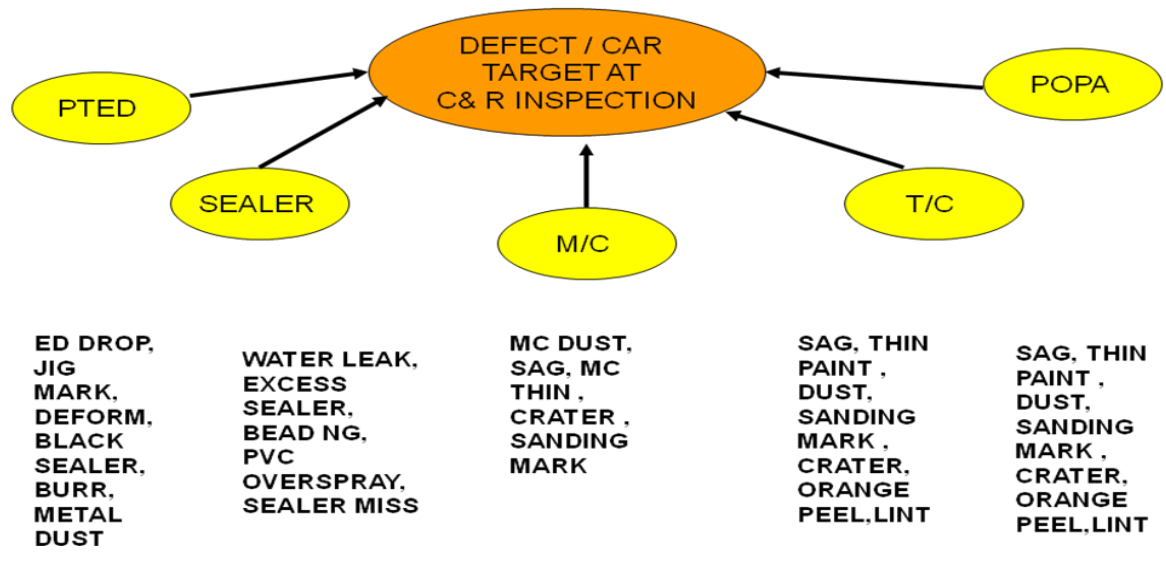 DEFECT / CAR
TARGET AT
C& R INSPECTION
PTED
POPA
SEALER
T/C
M/C
ED DROP,
JIG
MARK,
DEFORM,
BLACK
SEALER,
BURR,
METAL
DUST
WATER LEAK,
EXCESS
SEALER,
BEAD NG,
PVC
OVERSPRAY,
SEALER MISS
MC DUST,
SAG, MC
THIN ,
CRATER ,
SANDING
MARK
SAG, THIN
PAINT ,
DUST,
SANDING
MARK ,
CRATER,
ORANGE
PEEL,LINT
SAG, THIN
PAINT ,
DUST,
SANDING
MARK ,
CRATER,
ORANGE
PEEL,LINT